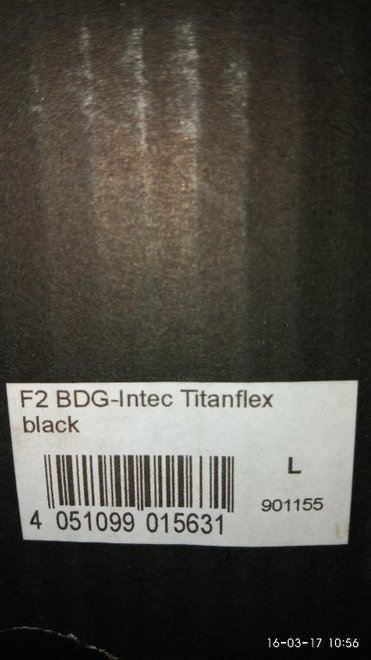 F2 BDG-Intec Titanflex
black
L
901155
4 051099 015631
16-03-17 10:56